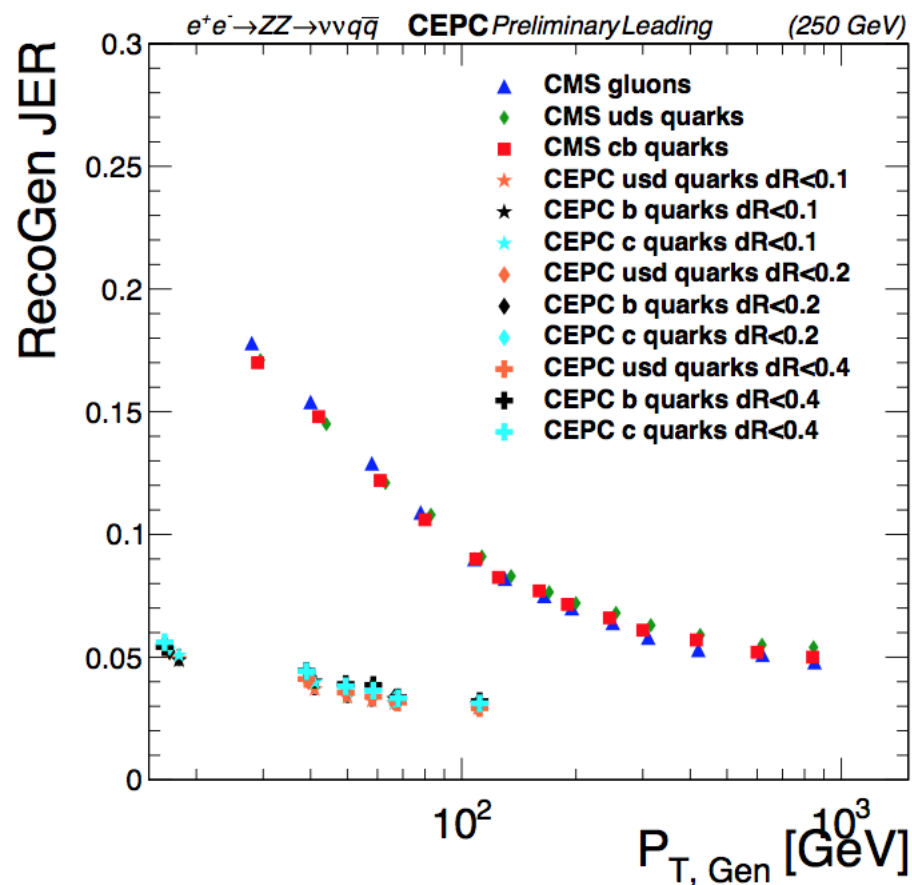 e⁺e⁻→ZZ→ννqq̅ CEPC Preliminary Leading (250 GeV)
RecoGen JER
0.3
0.25
0.2
0.15
0.1
0.05
0
CMS gluons
CMS uds quarks
CMS cb quarks
CEPC usd quarks dR<0.1
CEPC b quarks dR<0.1
CEPC c quarks dR<0.1
CEPC usd quarks dR<0.2
CEPC b quarks dR<0.2
CEPC c quarks dR<0.2
CEPC usd quarks dR<0.4
CEPC b quarks dR<0.4
CEPC c quarks dR<0.4
10² 10³
P_T, Gen [GeV]